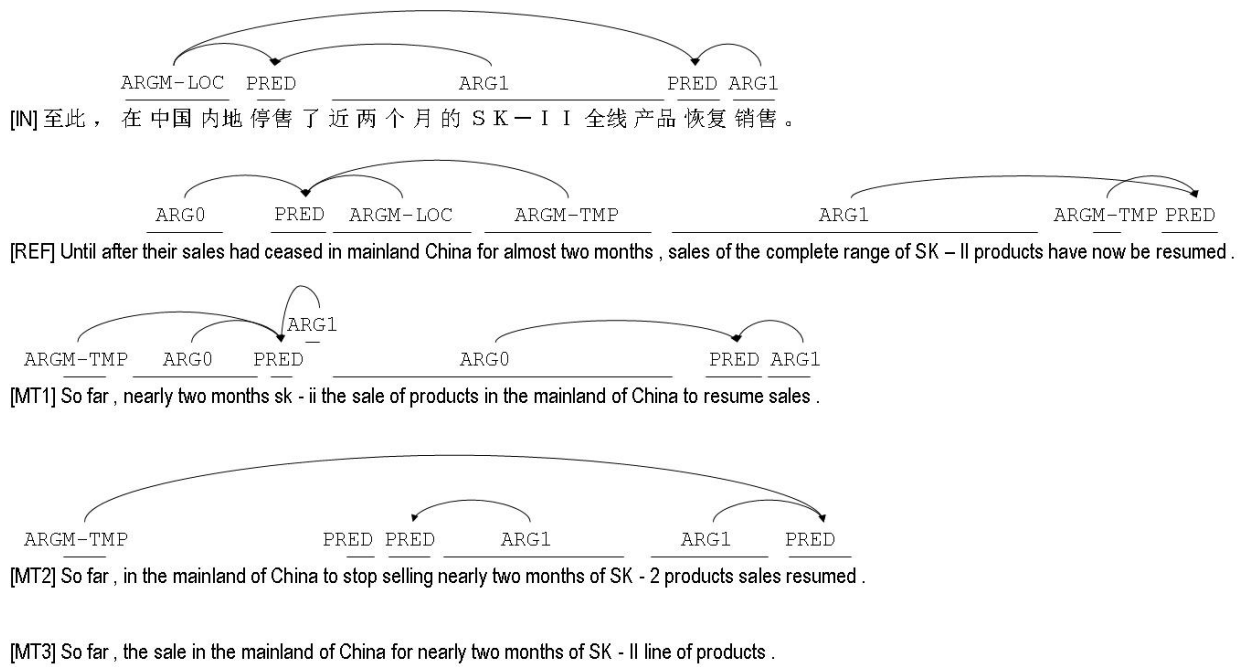 ARGM-LOC PRED ARG1 PRED ARG1
[IN] 至此， 在 中国 内地 停售 了 近 两 个 月 的 ＳＫ－ＩＩ 全线 产品 恢复 销售 。
ARG0 PRED ARGM-LOC ARGM-TMP ARG1 ARGM-TMP PRED
[REF] Until after their sales had ceased in mainland China for almost two months , sales of the complete range of SK – II products have now be resumed .
ARG1
ARGM-TMP ARG0 PRED ARG0 PRED ARG1
[MT1] So far , nearly two months sk - ii the sale of products in the mainland of China to resume sales .
ARGM-TMP PRED PRED ARG1 ARG1 PRED
[MT2] So far , in the mainland of China to stop selling nearly two months of SK - 2 products sales resumed .
[MT3] So far , the sale in the mainland of China for nearly two months of SK - II line of products .